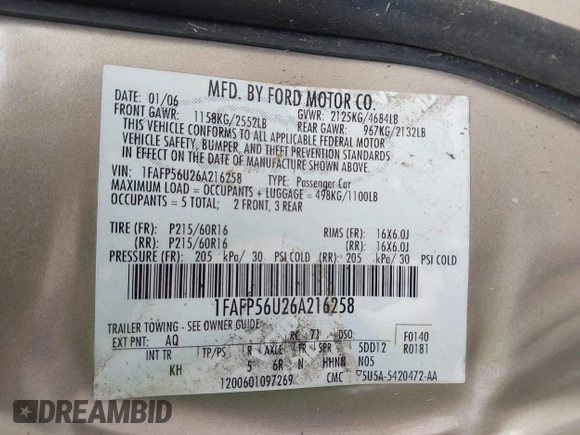 MFD. BY FORD MOTOR CO.
DATE: 01/06 GVWR: 2125KG/4684LB
FRONT GAWR: 1158KG/2552LB REAR GAWR: 967KG/2132LB
THIS VEHICLE CONFORMS TO ALL APPLICABLE FEDERAL MOTOR
VEHICLE SAFETY, BUMPER, AND THEFT PREVENTION STANDARDS
IN EFFECT ON THE DATE OF MANUFACTURE SHOWN ABOVE.
VIN: 1FAFP56U26A216258 TYPE: Passenger Car
MAXIMUM LOAD = OCCUPANTS + LUGGAGE = 498KG/1100LB
OCCUPANTS = 5 TOTAL; 2 FRONT, 3 REAR
TIRE (FR): P215/60R16 RIMS (FR): 16X6.0J
(RR): P215/60R16 (RR): 16X6.0J
PRESSURE (FR): 205 kPa/ 30 PSI COLD (RR): 205 kPa/ 30 PSI COLD
1FAFP56U26A216258
TRAILER TOWING - SEE OWNER GUIDE
EXT PNT: AQ RC: 71 DSO: F0140
INT TR TP/PS R AXLE TR SPR 5DD12 R0181
KH 5 6R N HHNN N05
1200601097269 CMC ▽5U5A-5420472-AA
DREAMBID